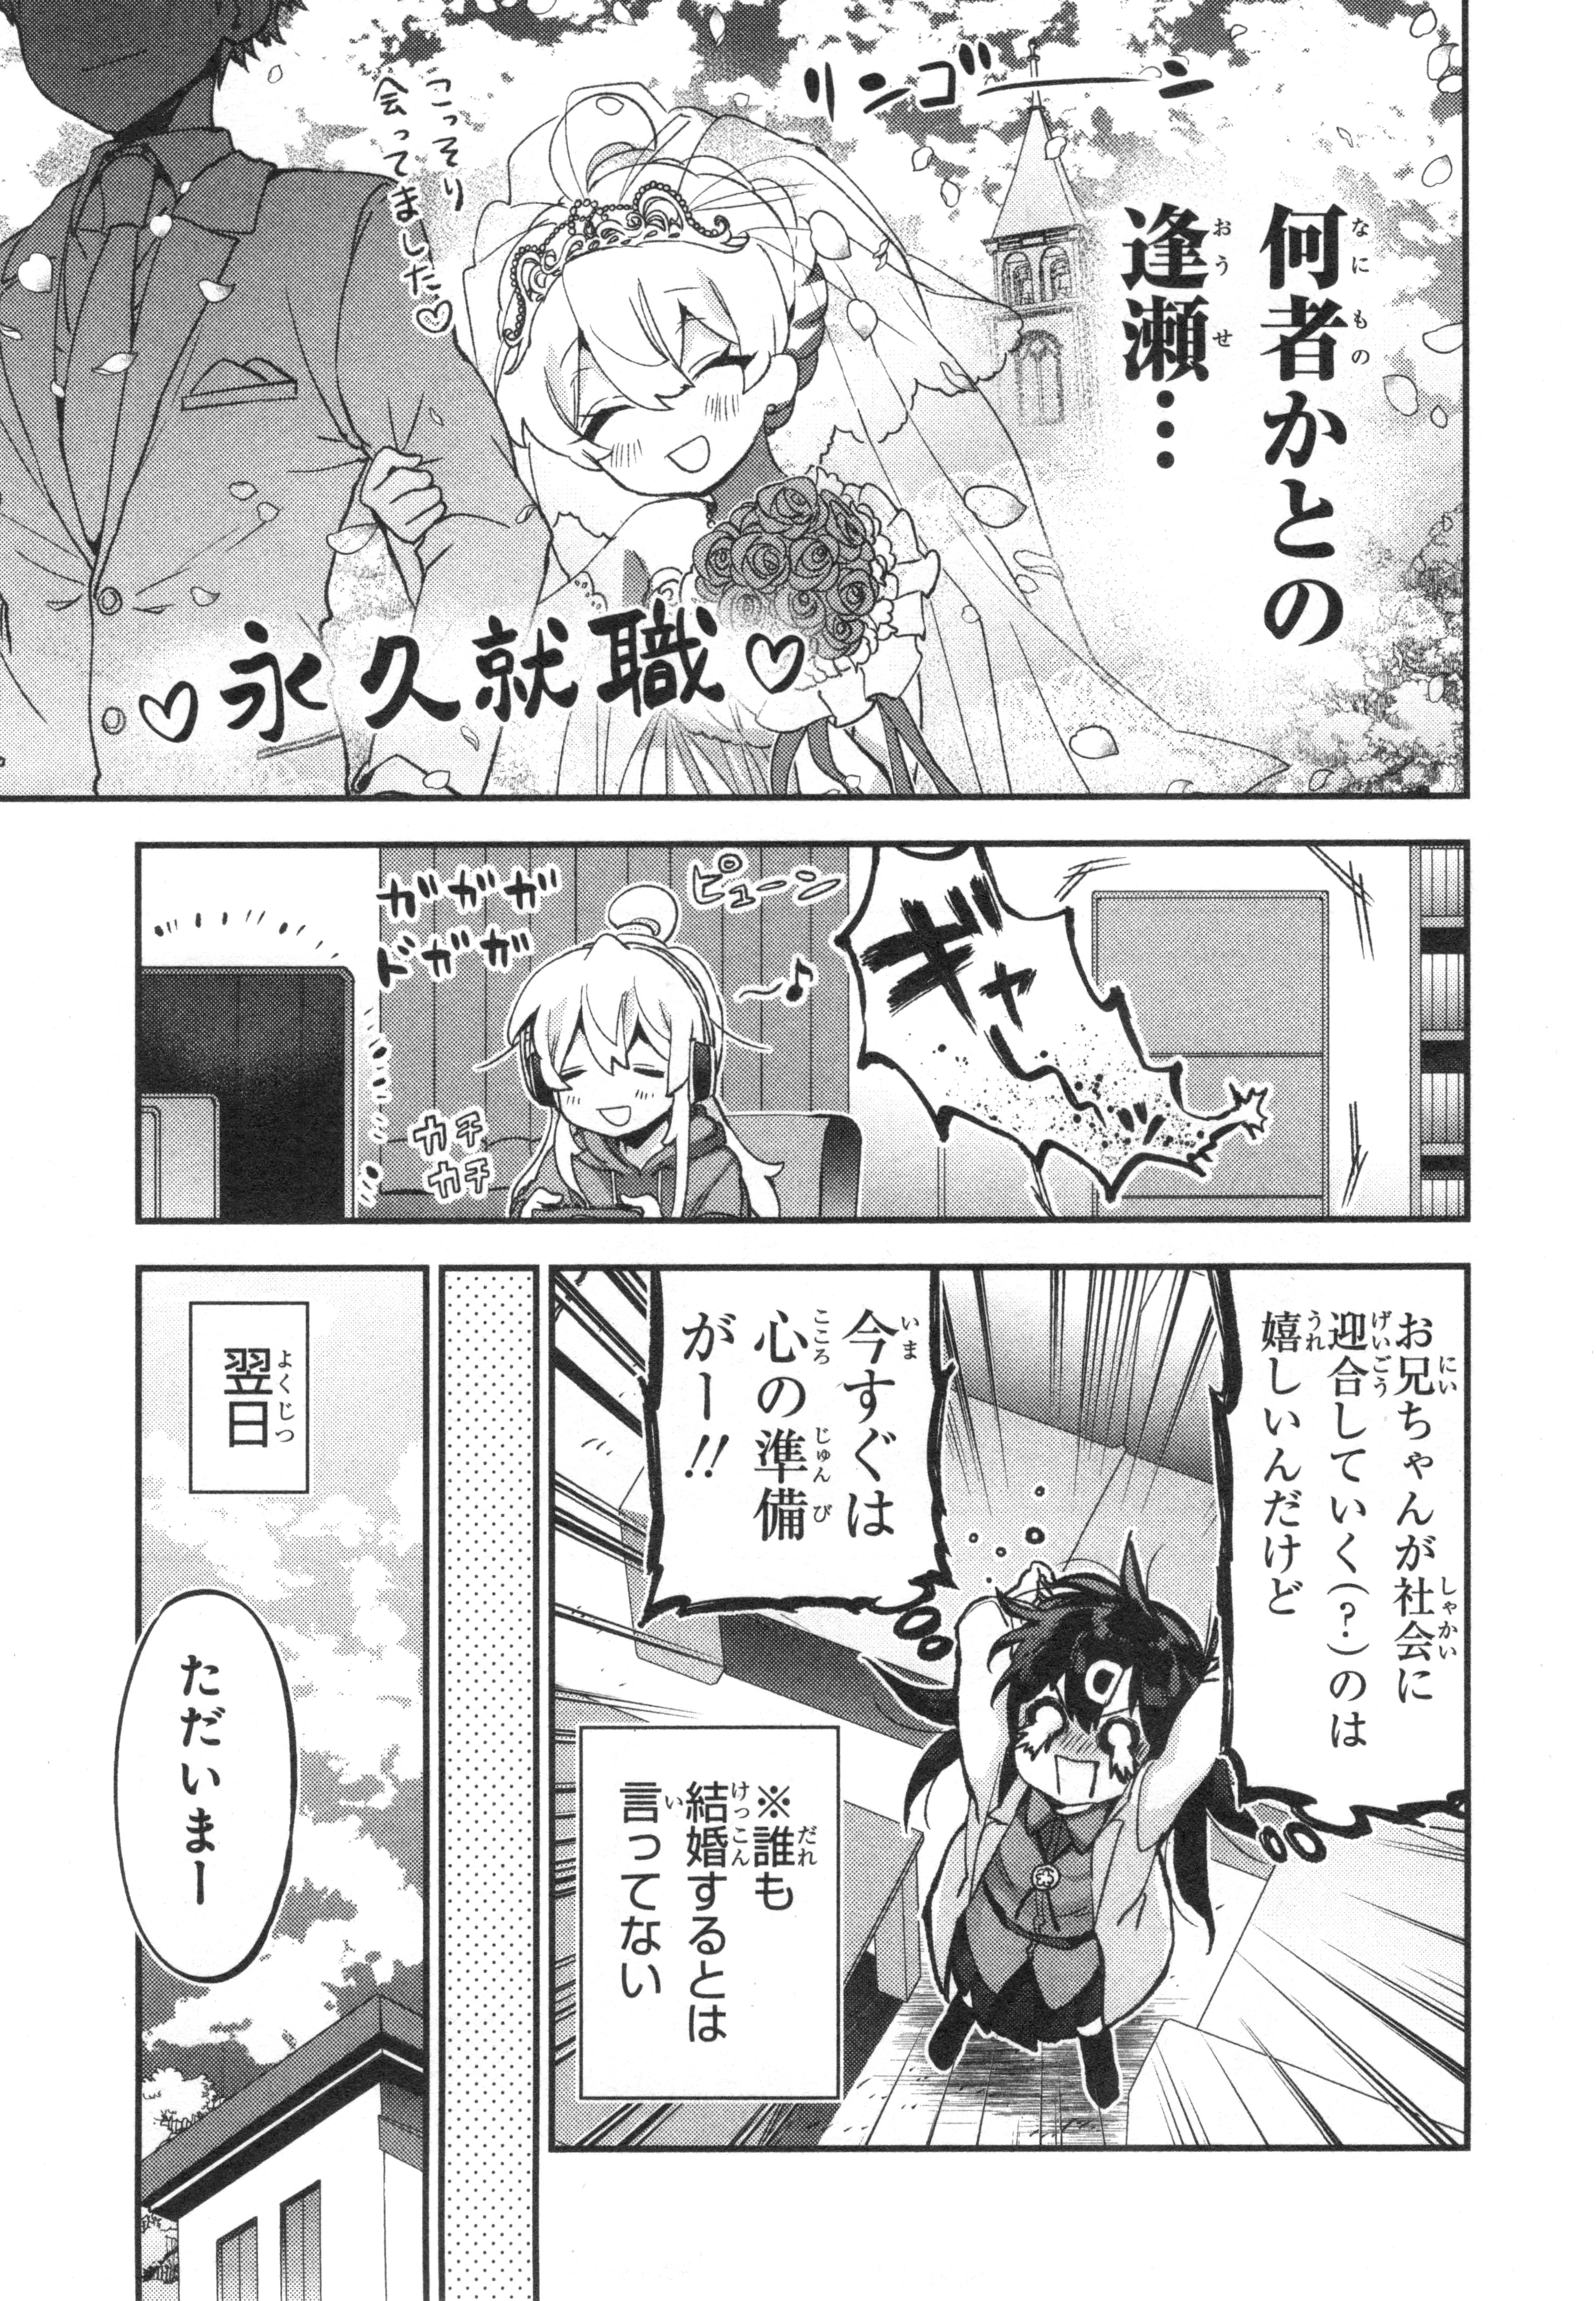 リンゴーン
何者かとの
逢瀬…
こっそり
会ってました♡
♡永久就職♡
ギャーー
ピューン
♪
ガガガ
ドガガ
カチ
カチ
お兄ちゃんが社会に
迎合していく(?)のは
嬉しいんだけど
今すぐは
心の準備
がー!!
※誰も
結婚するとは
言ってない
翌日
ただいまー